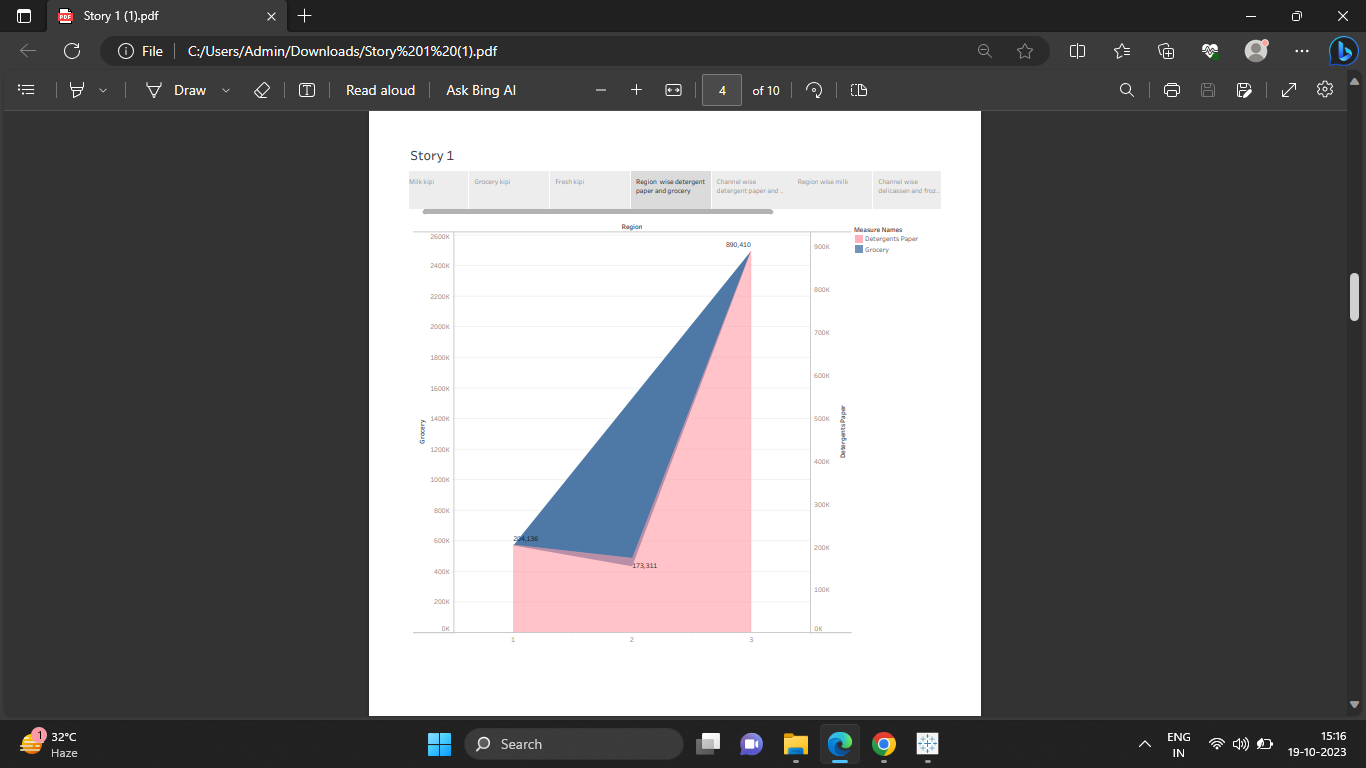 Story 1 (1).pdf
File
C:/Users/Admin/Downloads/Story%201%20(1).pdf
Draw
Read aloud
Ask Bing AI
4
of 10
Story 1
Milk kipi
Grocery kipi
Fresh kipi
Region wise detergent
paper and grocery
Channel wise
detergent paper and ..
Region wise milk
Channel wise
delicassen and froz..
Region
Measure Names
Detergents Paper
Grocery
2600K
2400K
2200K
2000K
1800K
1600K
1400K
1200K
1000K
800K
600K
400K
200K
0K
Grocery
890,410
204,136
173,311
900K
800K
700K
600K
500K
400K
300K
200K
100K
0K
Detergents Paper
1
2
3
1
32°C
Haze
Search
ENG
IN
15:16
19-10-2023